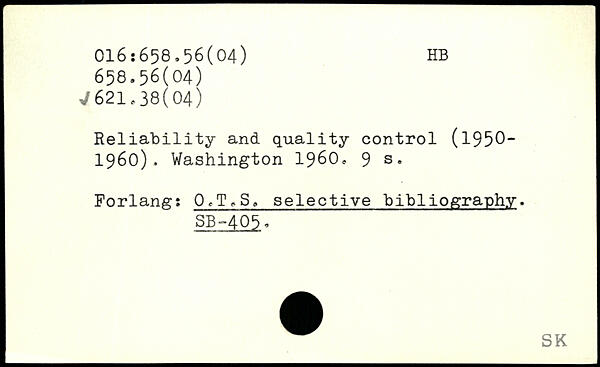 016:658.56(04) HB
658.56(04)
✓621.38(04)
Reliability and quality control (1950-
1960). Washington 1960. 9 s.
Forlang: O.T.S. selective bibliography.
SB-405.
SK